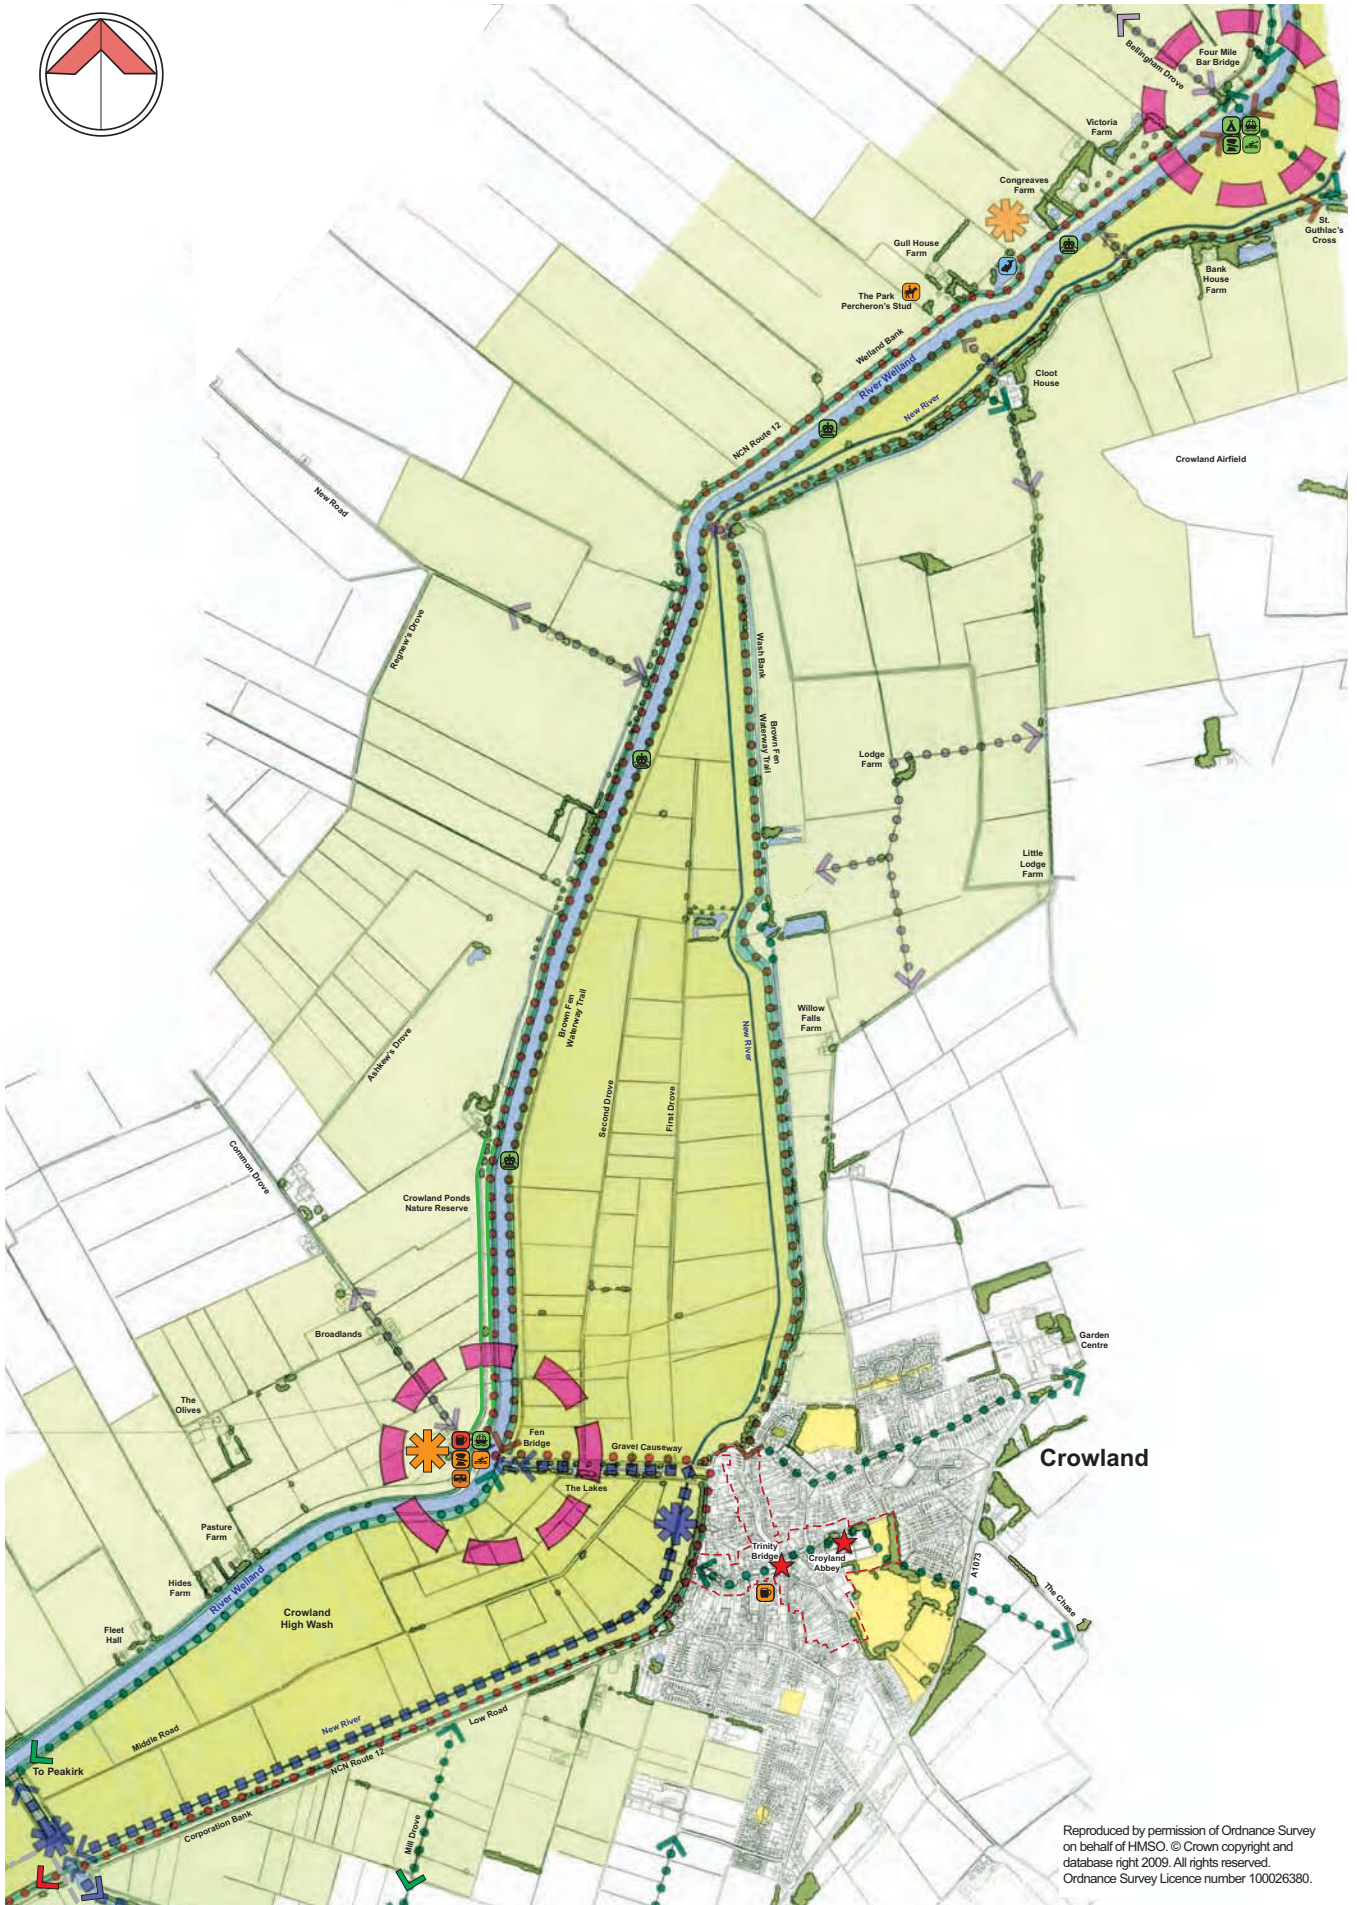 Bellingham Drove
Four Mile
Bar Bridge
Victoria
Farm
Congreaves
Farm
St.
Guthlac's
Cross
Gull House
Farm
Bank
House
Farm
The Park
Percheron's Stud
Welland Bank
River Welland
Cloot
House
New River
NCN Route 12
Crowland Airfield
New Road
Regnew's Drove
Wash Bank
Brown Fen
Waterway Trail
Lodge
Farm
Little
Lodge
Farm
Brown Fen
Waterway Trail
Willow
Falls
Farm
New River
Ashkew's Drove
Second Drove
First Drove
Common Drove
Crowland Ponds
Nature Reserve
Broadlands
Garden
Centre
The
Olives
Fen
Bridge
Gravel Causeway
Crowland
The Lakes
Pasture
Farm
Trinity
Bridge
Croyland
Abbey
A1073
The Chase
Hides
Farm
River Welland
Crowland
High Wash
Fleet
Hall
Middle Road
New River
Low Road
To Peakirk
NCN Route 12
Corporation Bank
Mill Drove
Reproduced by permission of Ordnance Survey
on behalf of HMSO. © Crown copyright and
database right 2009. All rights reserved.
Ordnance Survey Licence number 100026380.